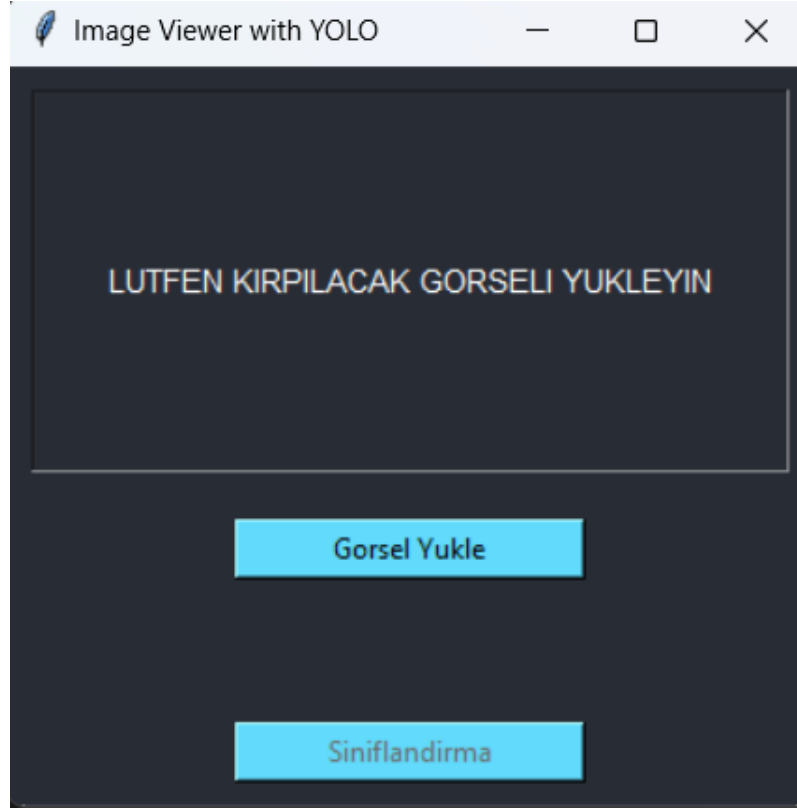 Image Viewer with YOLO
LUTFEN KIRPILACAK GORSELI YUKLEYIN
Gorsel Yukle
Siniflandirma